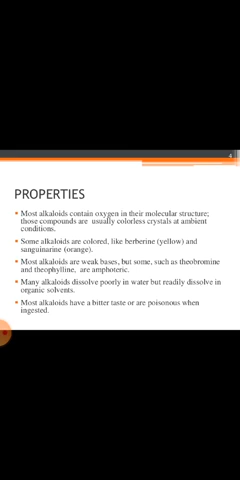 4
PROPERTIES
• Most alkaloids contain oxygen in their molecular structure;
those compounds are usually colorless crystals at ambient
conditions.
• Some alkaloids are colored, like berberine (yellow) and
sanguinarine (orange).
• Most alkaloids are weak bases, but some, such as theobromine
and theophylline, are amphoteric.
• Many alkaloids dissolve poorly in water but readily dissolve in
organic solvents.
• Most alkaloids have a bitter taste or are poisonous when
ingested.